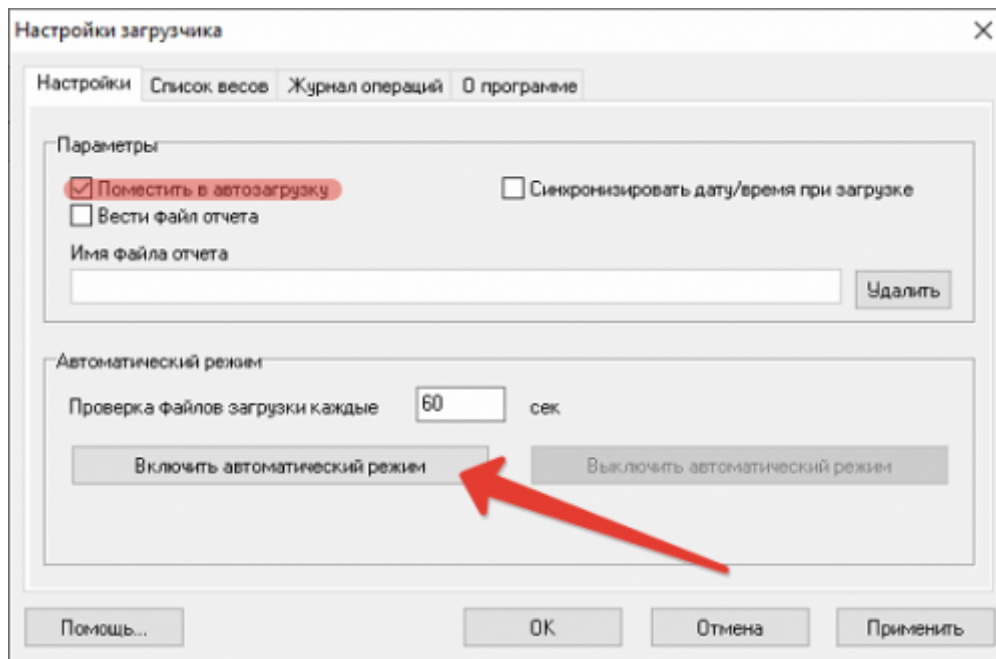 Настройки загрузчика
Настройки Список весов Журнал операций О программе
Параметры
Поместить в автозагрузку Синхронизировать дату/время при загрузке
Вести файл отчета
Имя файла отчета
Удалить
Автоматический режим
Проверка файлов загрузки каждые 60 сек
Включить автоматический режим Выключить автоматический режим
Помощь... OK Отмена Применить